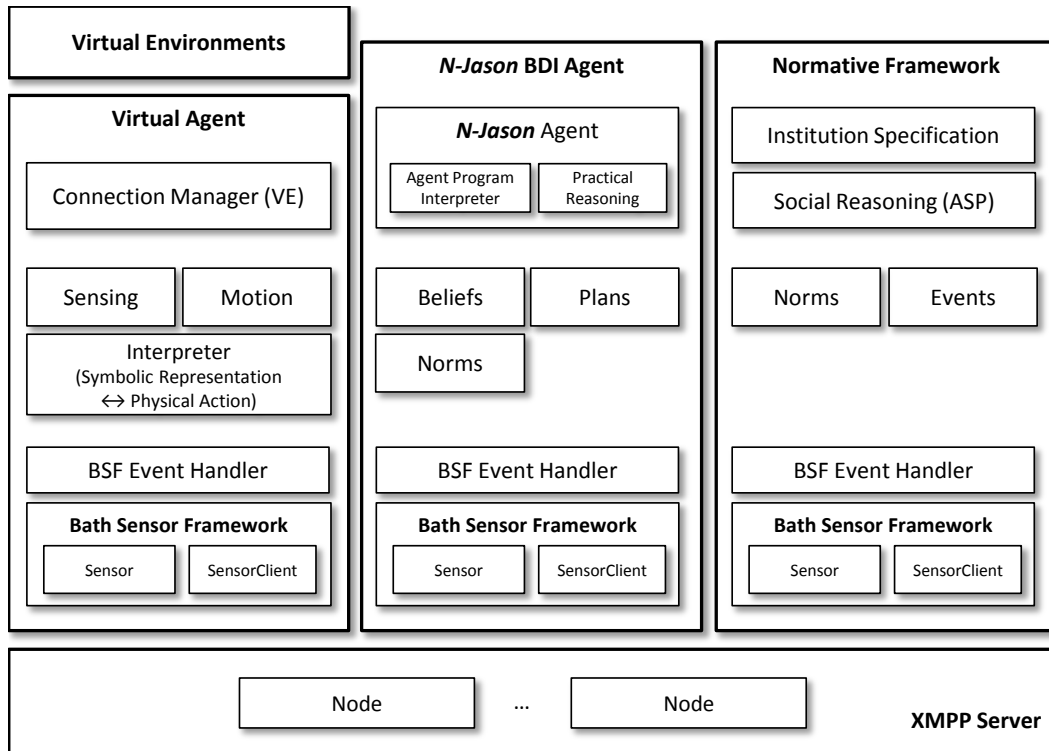 Virtual Environments
Virtual Agent
Connection Manager (VE)
Sensing
Motion
Interpreter
(Symbolic Representation
↔ Physical Action)
BSF Event Handler
Bath Sensor Framework
Sensor
SensorClient
N-Jason BDI Agent
N-Jason Agent
Agent Program
Interpreter
Practical
Reasoning
Beliefs
Plans
Norms
BSF Event Handler
Bath Sensor Framework
Sensor
SensorClient
Normative Framework
Institution Specification
Social Reasoning (ASP)
Norms
Events
BSF Event Handler
Bath Sensor Framework
Sensor
SensorClient
Node
...
Node
XMPP Server